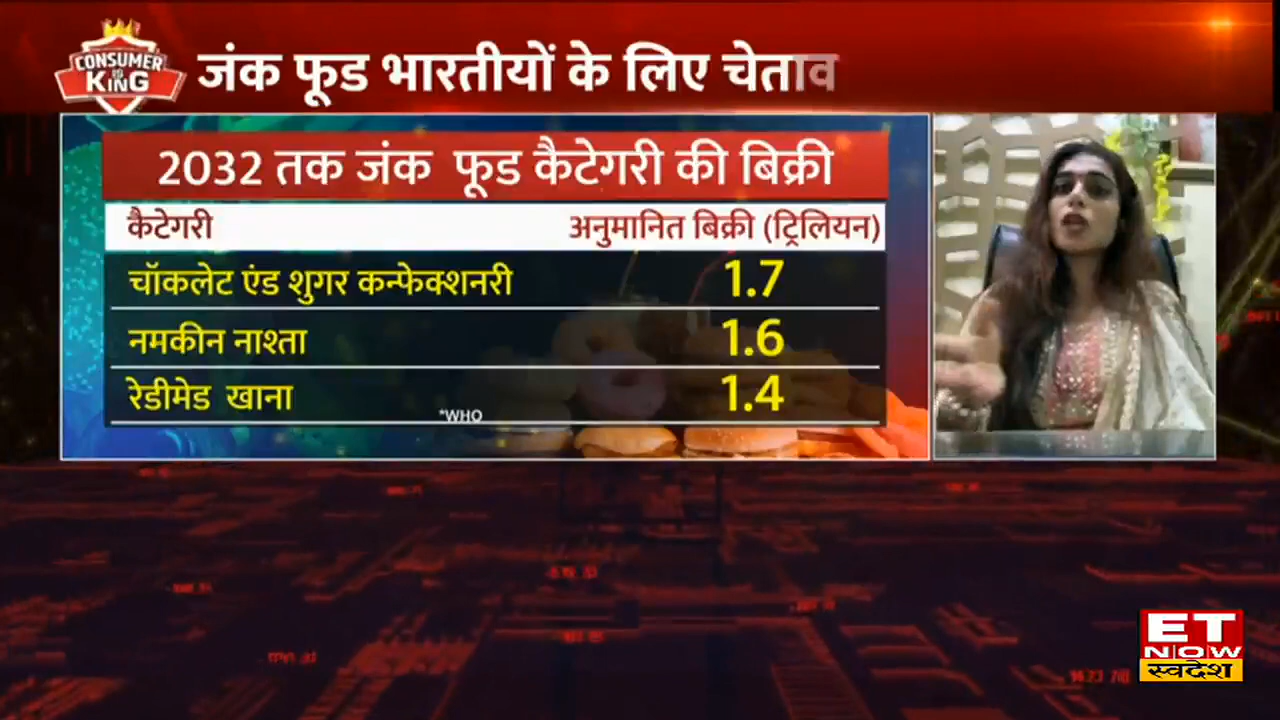 CONSUMER
IS
KING
जंक फूड भारतीयों के लिए चेताव
2032 तक जंक फूड कैटेगरी की बिक्री
कैटेगरी अनुमानित बिक्री (ट्रिलियन)
चॉकलेट एंड शुगर कन्फेक्शनरी 1.7
नमकीन नाश्ता 1.6
रेडीमेड खाना 1.4
*WHO
ET
NOW
स्वदेश